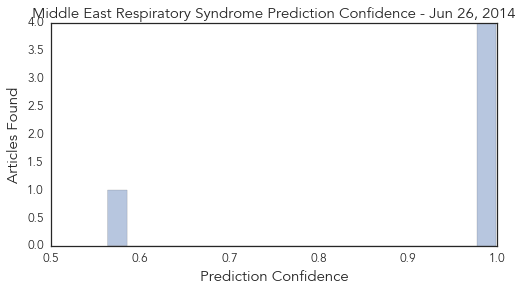 Middle East Respiratory Syndrome Prediction Confidence - Jun 26, 2014
4.0
3.5
3.0
2.5
2.0
1.5
1.0
0.5
0.0
Articles Found
0.5 0.6 0.7 0.8 0.9 1.0
Prediction Confidence